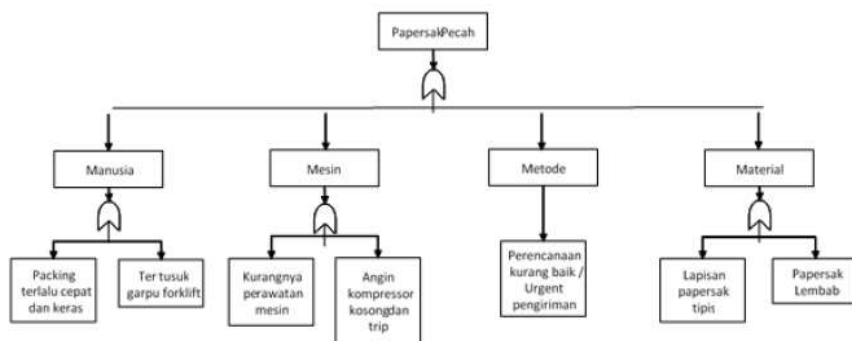 PapersakPecah
Manusia
Mesin
Metode
Material
Packing
terlalu cepat
dan keras
Ter tusuk
garpu forklift
Kurangnya
perawatan
mesin
Angin
kompressor
kosongdan
trip
Perencanaan
kurang baik /
Urgent
pengiriman
Lapisan
papersak
tipis
Papersak
Lembab